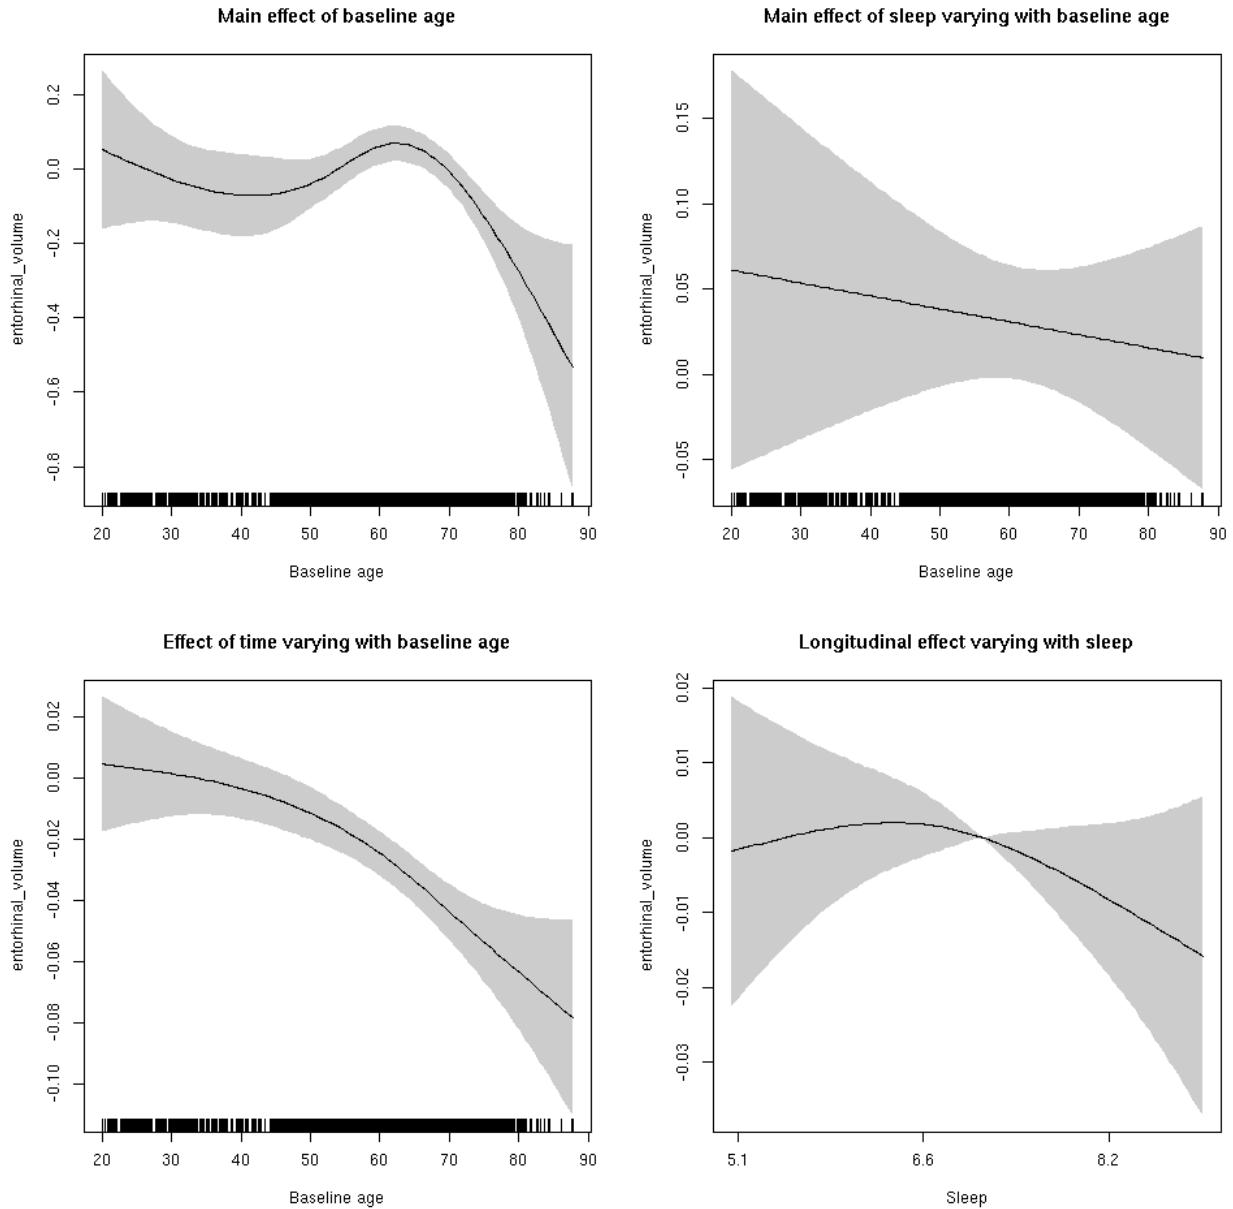 Main effect of baseline age
0.2
0.0
-0.2
-0.4
-0.6
-0.8
entorhinal_volume
20 30 40 50 60 70 80 90
Baseline age
Main effect of sleep varying with baseline age
0.15
0.10
0.05
0.00
-0.05
entorhinal_volume
20 30 40 50 60 70 80 90
Baseline age
Effect of time varying with baseline age
0.02
0.00
-0.02
-0.04
-0.06
-0.08
-0.10
entorhinal_volume
20 30 40 50 60 70 80 90
Baseline age
Longitudinal effect varying with sleep
0.02
0.01
0.00
-0.01
-0.02
-0.03
entorhinal_volume
5.1 6.6 8.2
Sleep